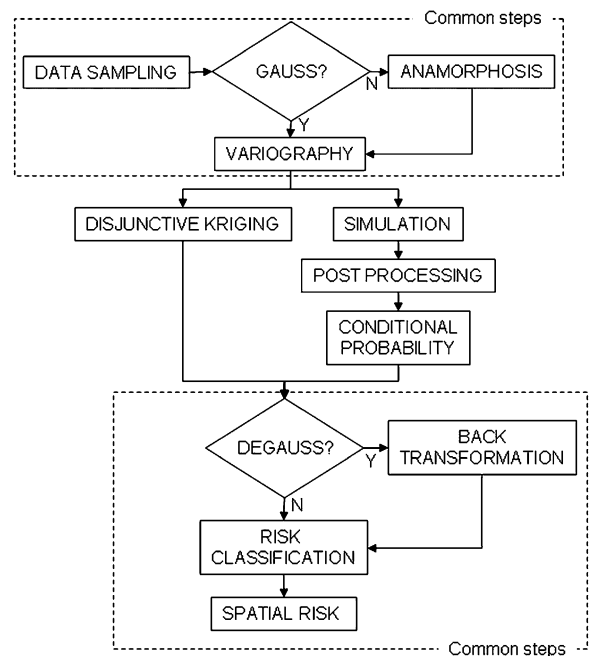 Common steps
DATA SAMPLING
GAUSS?
N
ANAMORPHOSIS
Y
VARIOGRAPHY
DISJUNCTIVE KRIGING
SIMULATION
POST PROCESSING
CONDITIONAL
PROBABILITY
DEGAUSS?
Y
BACK
TRANSFORMATION
N
RISK
CLASSIFICATION
SPATIAL RISK
Common steps